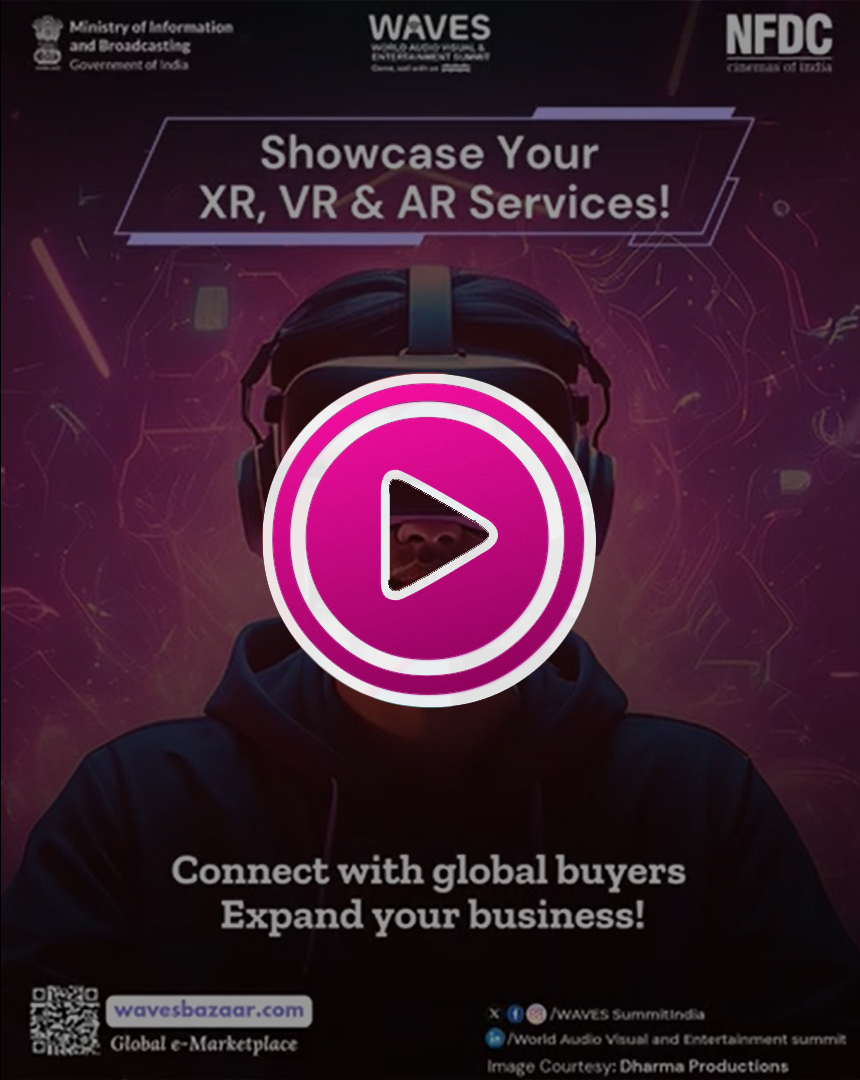 Ministry of Information
and Broadcasting
Government of India
WAVES
WORLD AUDIO VISUAL &
ENTERTAINMENT SUMMIT
NFDC
cinemas of india
Showcase Your
XR, VR & AR Services!
Connect with global buyers
Expand your business!
wavesbazaar.com
Global e-Marketplace
/WAVES SummitIndia
/World Audio Visual and Entertainment summit
Image Courtesy: Dharma Productions